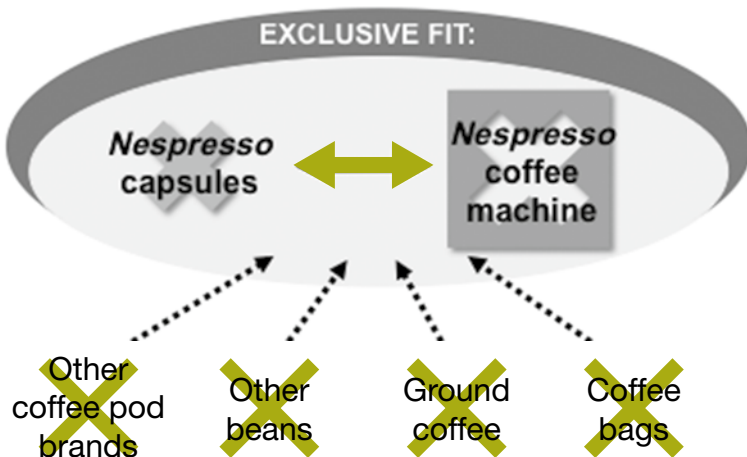 EXCLUSIVE FIT:
Nespresso
capsules
Nespresso
coffee
machine
Other
coffee pod
brands
Other
beans
Ground
coffee
Coffee
bags